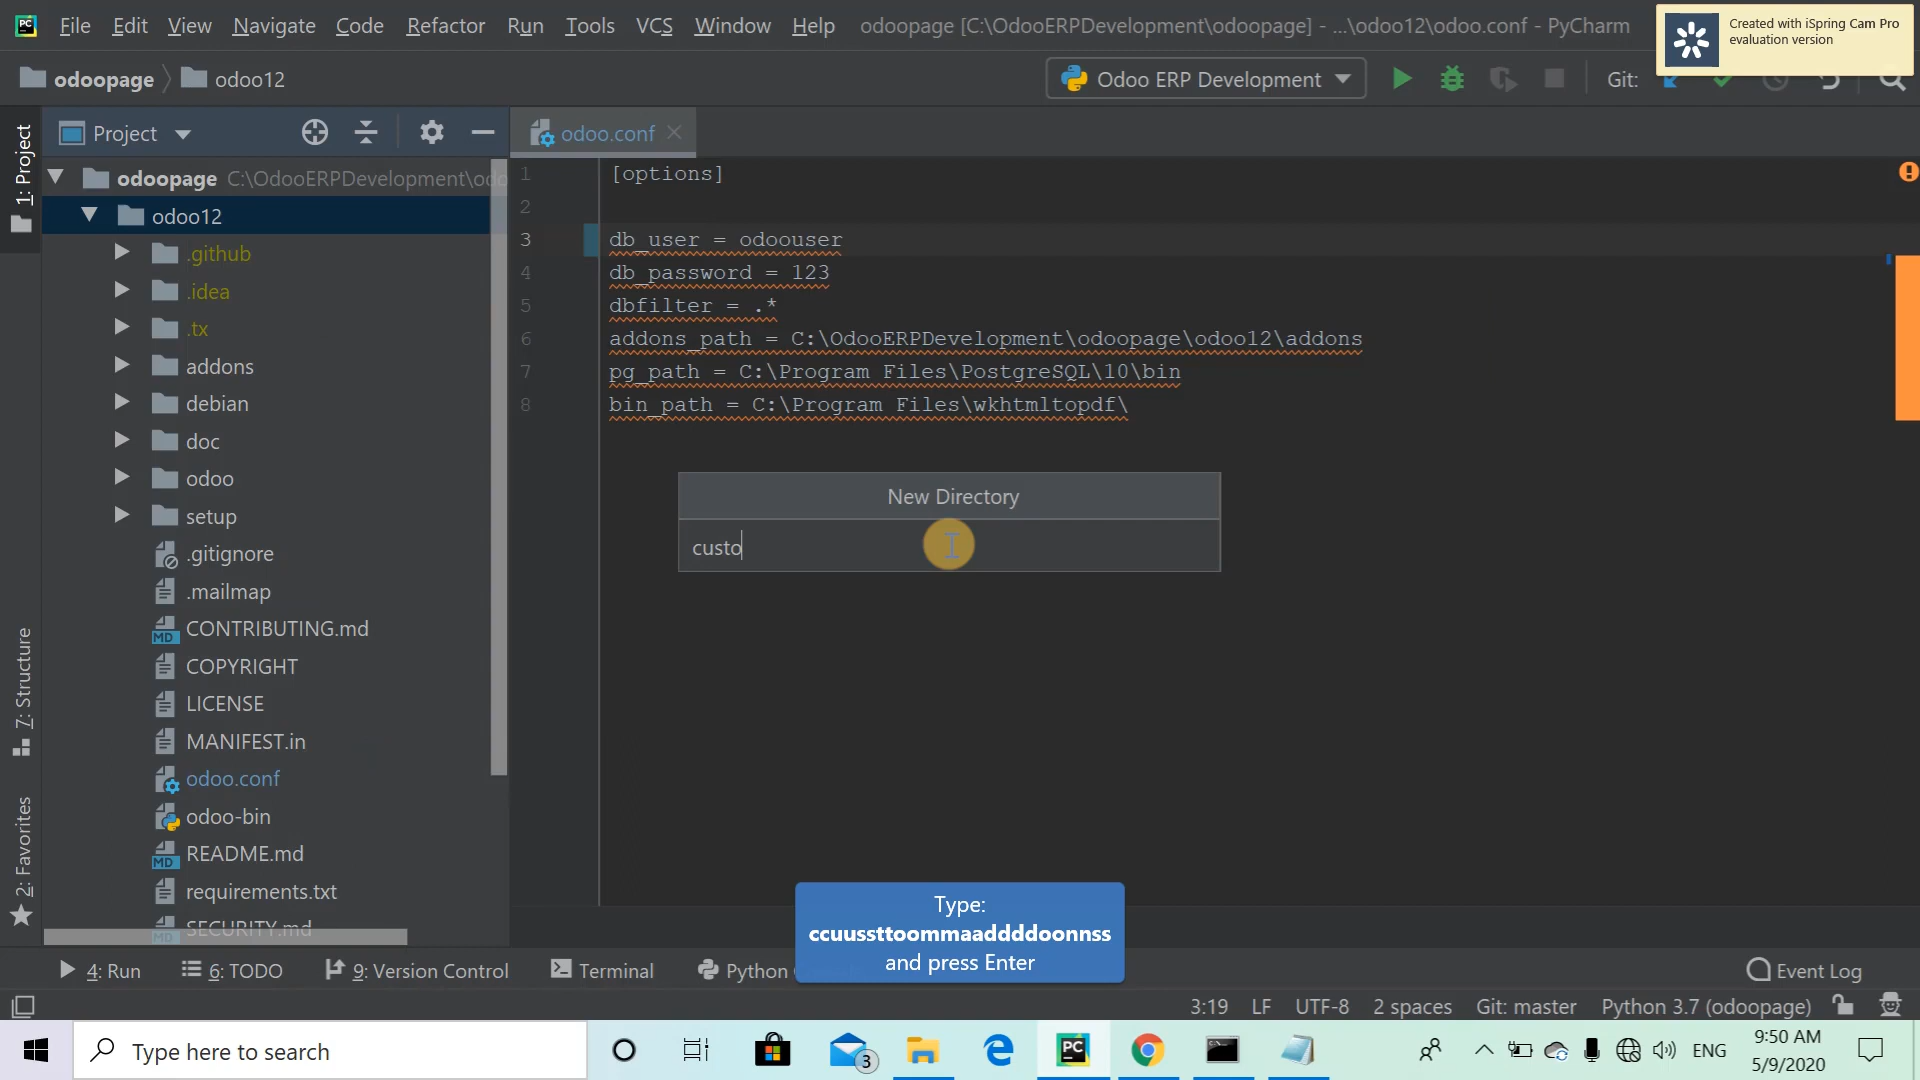 File Edit View Navigate Code Refactor Run Tools VCS Window Help odoopage [C:\OdooERPDevelopment\odoopage] - ...\odoo12\odoo.conf - PyCharm
Created with iSpring Cam Pro
evaluation version
odoopage odoo12
Odoo ERP Development
Git:
1: Project
Project
odoo.conf
odoopage C:\OdooERPDevelopment\odo
odoo12
.github
.idea
.tx
addons
debian
doc
odoo
setup
.gitignore
.mailmap
CONTRIBUTING.md
COPYRIGHT
LICENSE
MANIFEST.in
odoo.conf
odoo-bin
README.md
requirements.txt
SECURITY.md
7: Structure
2: Favorites
1 [options]
2
3 db_user = odoouser
4 db_password = 123
5 dbfilter = .*
6 addons_path = C:\OdooERPDevelopment\odoopage\odoo12\addons
7 pg_path = C:\Program Files\PostgreSQL\10\bin
8 bin_path = C:\Program Files\wkhtmltopdf\
New Directory
custo
Type:
ccuussttoommaaddddoonnss
and press Enter
4: Run 6: TODO 9: Version Control Terminal Python Event Log
3:19 LF UTF-8 2 spaces Git: master Python 3.7 (odoopage)
Type here to search
3
ENG
9:50 AM
5/9/2020